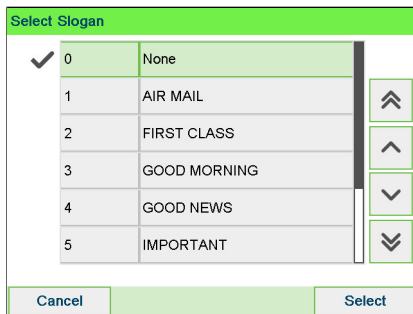 Select Slogan
0 None
1 AIR MAIL
2 FIRST CLASS
3 GOOD MORNING
4 GOOD NEWS
5 IMPORTANT
Cancel Select